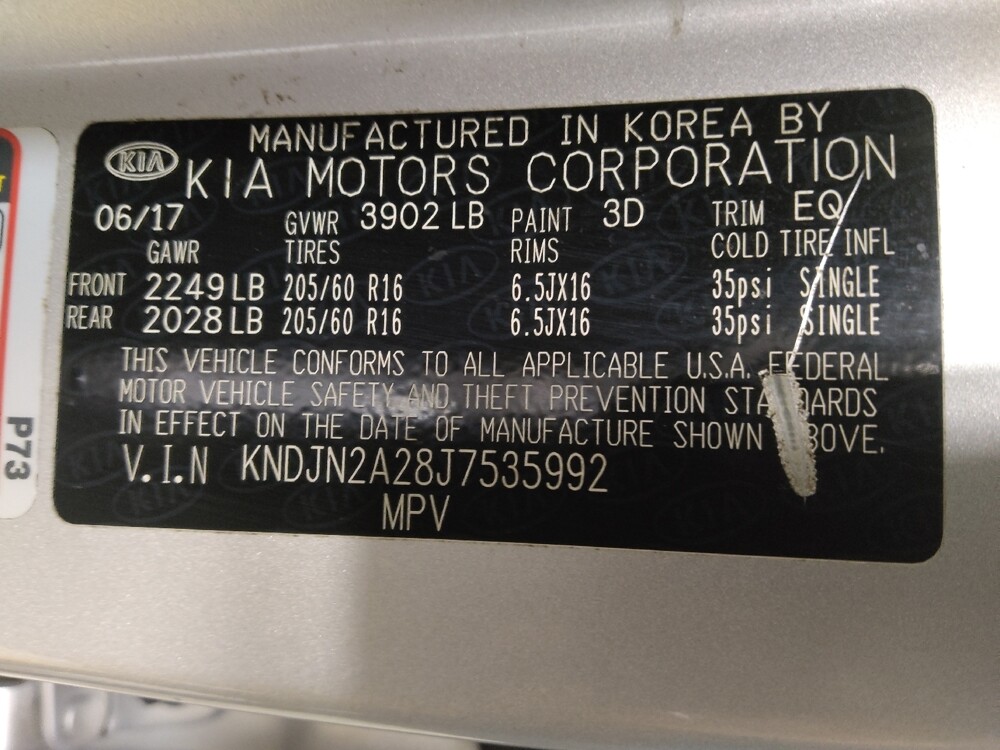 MANUFACTURED IN KOREA BY
KIA KIA MOTORS CORPORATION
06/17 GVWR 3902 LB PAINT 3D TRIM EQ
GAWR TIRES RIMS COLD TIRE INFL
FRONT 2249 LB 205/60 R16 6.5JX16 35psi SINGLE
REAR 2028 LB 205/60 R16 6.5JX16 35psi SINGLE
THIS VEHICLE CONFORMS TO ALL APPLICABLE U.S.A. FEDERAL
MOTOR VEHICLE SAFETY AND THEFT PREVENTION STANDARDS
IN EFFECT ON THE DATE OF MANUFACTURE SHOWN ABOVE.
V.I.N KNDJN2A28J7535992
MPV
P73